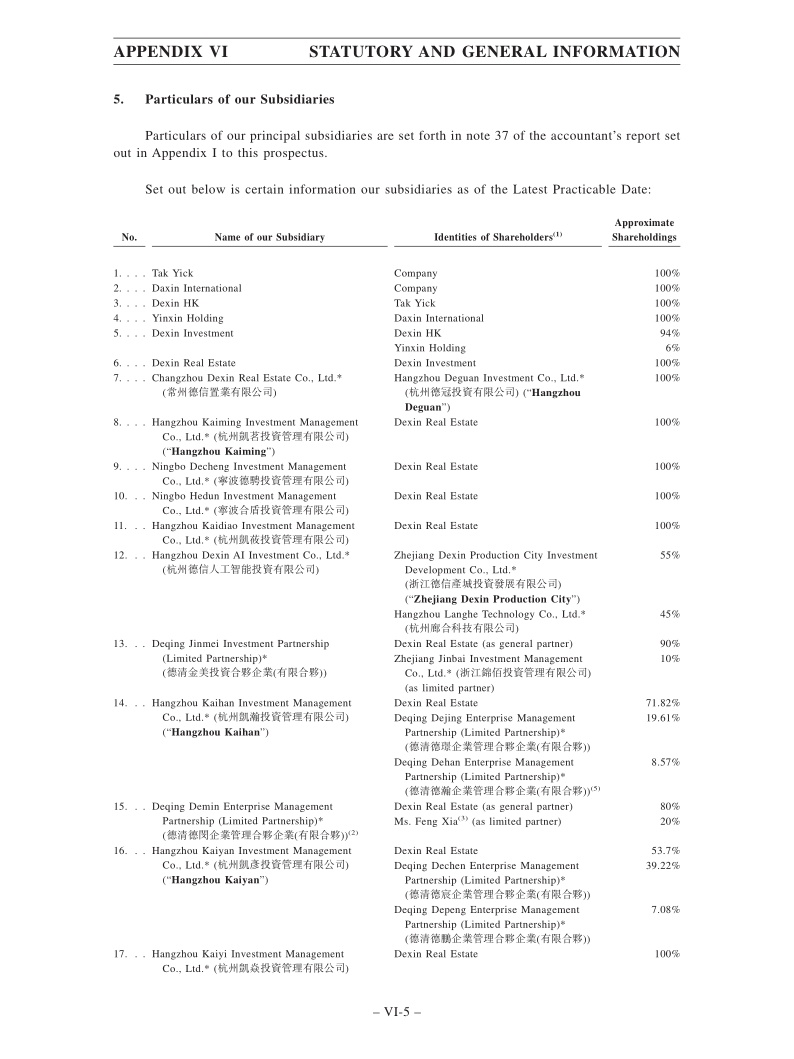 APPENDIX VI STATUTORY AND GENERAL INFORMATION
5. Particulars of our Subsidiaries
Particulars of our principal subsidiaries are set forth in note 37 of the accountant's report set
out in Appendix I to this prospectus.
Set out below is certain information our subsidiaries as of the Latest Practicable Date:
Approximate
No. Name of our Subsidiary Identities of Shareholders(1) Shareholdings
1. . . . Tak Yick Company 100%
2. . . . Daxin International Company 100%
3. . . . Dexin HK Tak Yick 100%
4. . . . Yinxin Holding Daxin International 100%
5. . . . Dexin Investment Dexin HK 94%
Yinxin Holding 6%
6. . . . Dexin Real Estate Dexin Investment 100%
7. . . . Changzhou Dexin Real Estate Co., Ltd.* Hangzhou Deguan Investment Co., Ltd.* 100%
(常州德信置業有限公司) (杭州德冠投資有限公司) (“Hangzhou
Deguan”)
8. . . . Hangzhou Kaiming Investment Management Dexin Real Estate 100%
Co., Ltd.* (杭州凱茗投資管理有限公司)
(“Hangzhou Kaiming”)
9. . . . Ningbo Decheng Investment Management Dexin Real Estate 100%
Co., Ltd.* (寧波德騁投資管理有限公司)
10. . . Ningbo Hedun Investment Management Dexin Real Estate 100%
Co., Ltd.* (寧波合盾投資管理有限公司)
11. . . Hangzhou Kaidiao Investment Management Dexin Real Estate 100%
Co., Ltd.* (杭州凱莜投資管理有限公司)
12. . . Hangzhou Dexin AI Investment Co., Ltd.* Zhejiang Dexin Production City Investment 55%
(杭州德信人工智能投資有限公司) Development Co., Ltd.*
(浙江德信產城投資發展有限公司)
(“Zhejiang Dexin Production City”)
Hangzhou Langhe Technology Co., Ltd.* 45%
(杭州廊合科技有限公司)
13. . . Deqing Jinmei Investment Partnership Dexin Real Estate (as general partner) 90%
(Limited Partnership)* Zhejiang Jinbai Investment Management 10%
(德清金美投資合夥企業(有限合夥)) Co., Ltd.* (浙江錦佰投資管理有限公司)
(as limited partner)
14. . . Hangzhou Kaihan Investment Management Dexin Real Estate 71.82%
Co., Ltd.* (杭州凱瀚投資管理有限公司) Deqing Dejing Enterprise Management 19.61%
(“Hangzhou Kaihan”) Partnership (Limited Partnership)*
(德清德璟企業管理合夥企業(有限合夥))
Deqing Dehan Enterprise Management 8.57%
Partnership (Limited Partnership)*
(德清德瀚企業管理合夥企業(有限合夥))(5)
15. . . Deqing Demin Enterprise Management Dexin Real Estate (as general partner) 80%
Partnership (Limited Partnership)* Ms. Feng Xia(3) (as limited partner) 20%
(德清德閔企業管理合夥企業(有限合夥))(2)
16. . . Hangzhou Kaiyan Investment Management Dexin Real Estate 53.7%
Co., Ltd.* (杭州凱彥投資管理有限公司) Deqing Dechen Enterprise Management 39.22%
(“Hangzhou Kaiyan”) Partnership (Limited Partnership)*
(德清德宸企業管理合夥企業(有限合夥))
Deqing Depeng Enterprise Management 7.08%
Partnership (Limited Partnership)*
(德清德鵬企業管理合夥企業(有限合夥))
17. . . Hangzhou Kaiyi Investment Management Dexin Real Estate 100%
Co., Ltd.* (杭州凱焱投資管理有限公司)
– VI-5 –